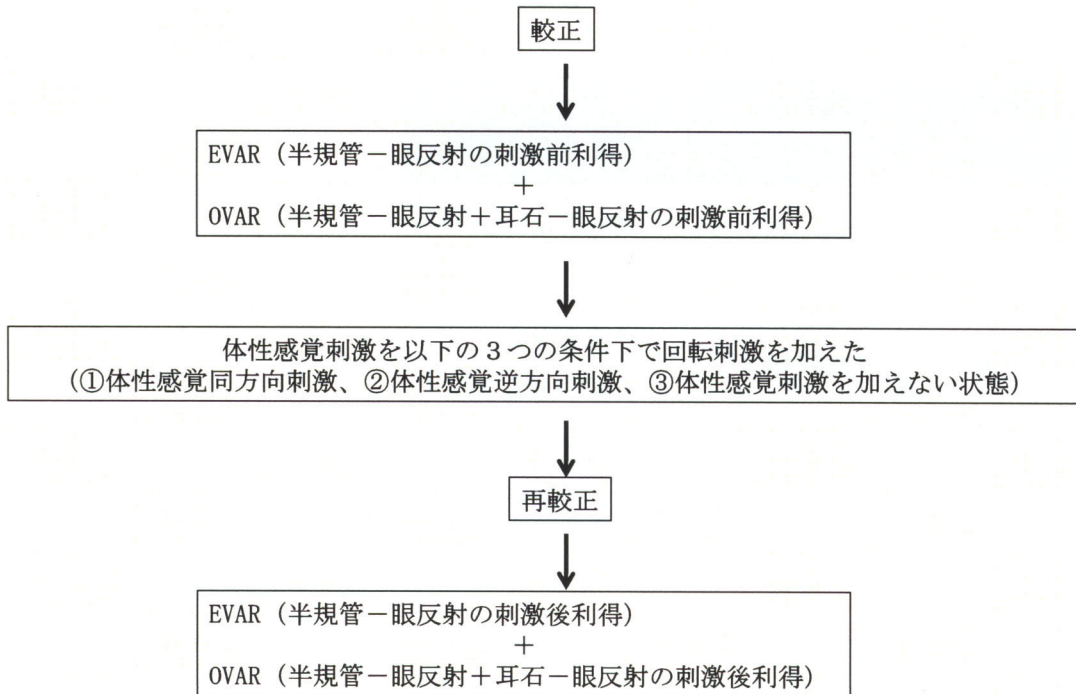 較正
EVAR（半規管－眼反射の刺激前利得）
＋
OVAR（半規管－眼反射＋耳石－眼反射の刺激前利得）
体性感覚刺激を以下の３つの条件下で回転刺激を加えた
（①体性感覚同方向刺激、②体性感覚逆方向刺激、③体性感覚刺激を加えない状態）
再較正
EVAR（半規管－眼反射の刺激後利得）
＋
OVAR（半規管－眼反射＋耳石－眼反射の刺激後利得）